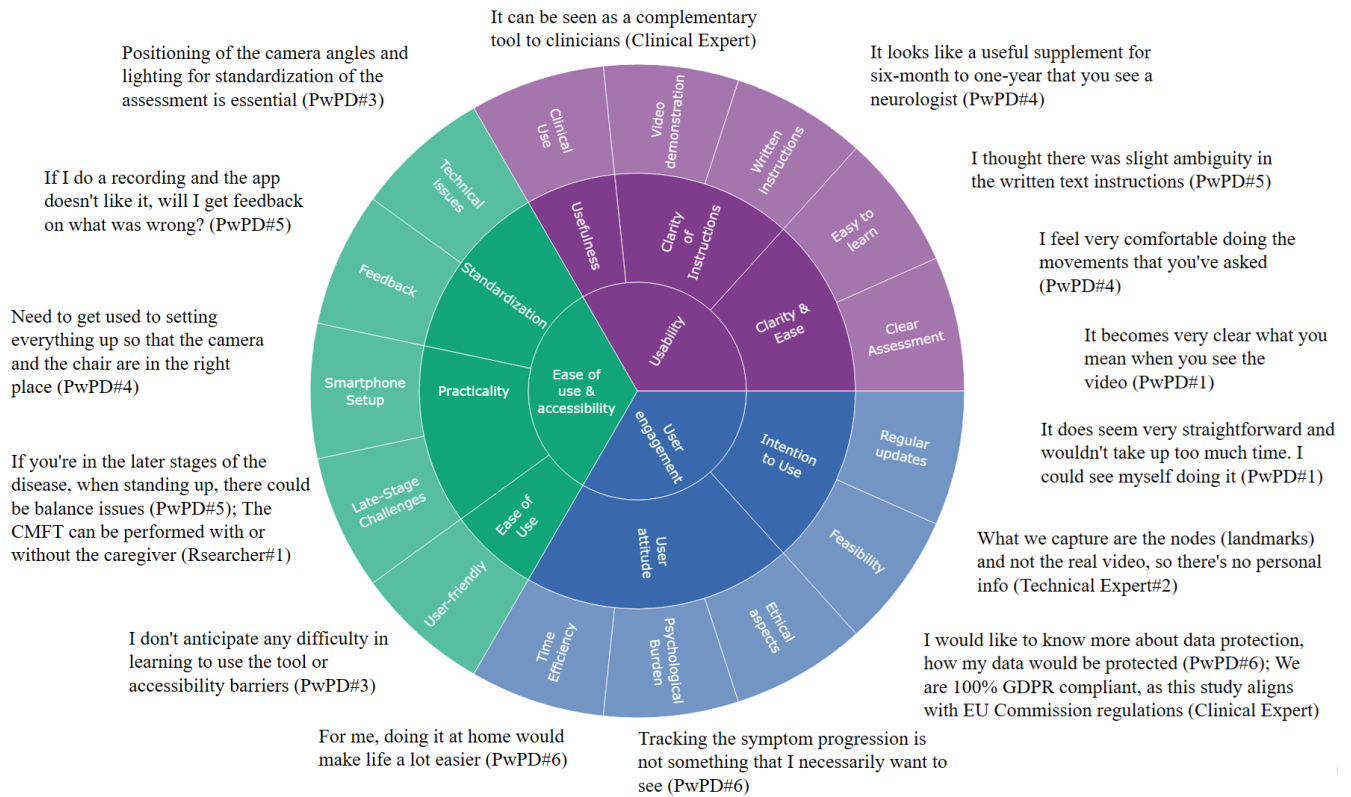 It can be seen as a complementary
tool to clinicians (Clinical Expert)
Positioning of the camera angles and
lighting for standardization of the
assessment is essential (PwPD#3)
It looks like a useful supplement for
six-month to one-year that you see a
neurologist (PwPD#4)
If I do a recording and the app
doesn't like it, will I get feedback
on what was wrong? (PwPD#5)
I thought there was slight ambiguity in
the written text instructions (PwPD#5)
I feel very comfortable doing the
movements that you've asked
(PwPD#4)
Need to get used to setting
everything up so that the camera
and the chair are in the right
place (PwPD#4)
It becomes very clear what you
mean when you see the
video (PwPD#1)
It does seem very straightforward and
wouldn't take up too much time. I
could see myself doing it (PwPD#1)
If you're in the later stages of the
disease, when standing up, there could
be balance issues (PwPD#5); The
CMFT can be performed with or
without the caregiver (Rsearcher#1)
What we capture are the nodes (landmarks)
and not the real video, so there's no personal
info (Technical Expert#2)
I don't anticipate any difficulty in
learning to use the tool or
accessibility barriers (PwPD#3)
I would like to know more about data protection,
how my data would be protected (PwPD#6); We
are 100% GDPR compliant, as this study aligns
with EU Commission regulations (Clinical Expert)
For me, doing it at home would
make life a lot easier (PwPD#6)
Tracking the symptom progression is
not something that I necessarily want to
see (PwPD#6)
Clinical
Use
Video
demonstration
Written
instructions
Easy to
learn
Clear
Assessment
Usefulness
Clarity
of
Instructions
Clarity &
Ease
Usability
Technical
issues
Feedback
Smartphone
Setup
Late-Stage
Challenges
User-friendly
Standardization
Practicality
Ease of
Use
Ease of
use &
accessibility
User
engagement
Intention
to Use
User
attitude
Regular
updates
Feasibility
Ethical
aspects
Psychological
Burden
Time
Efficiency